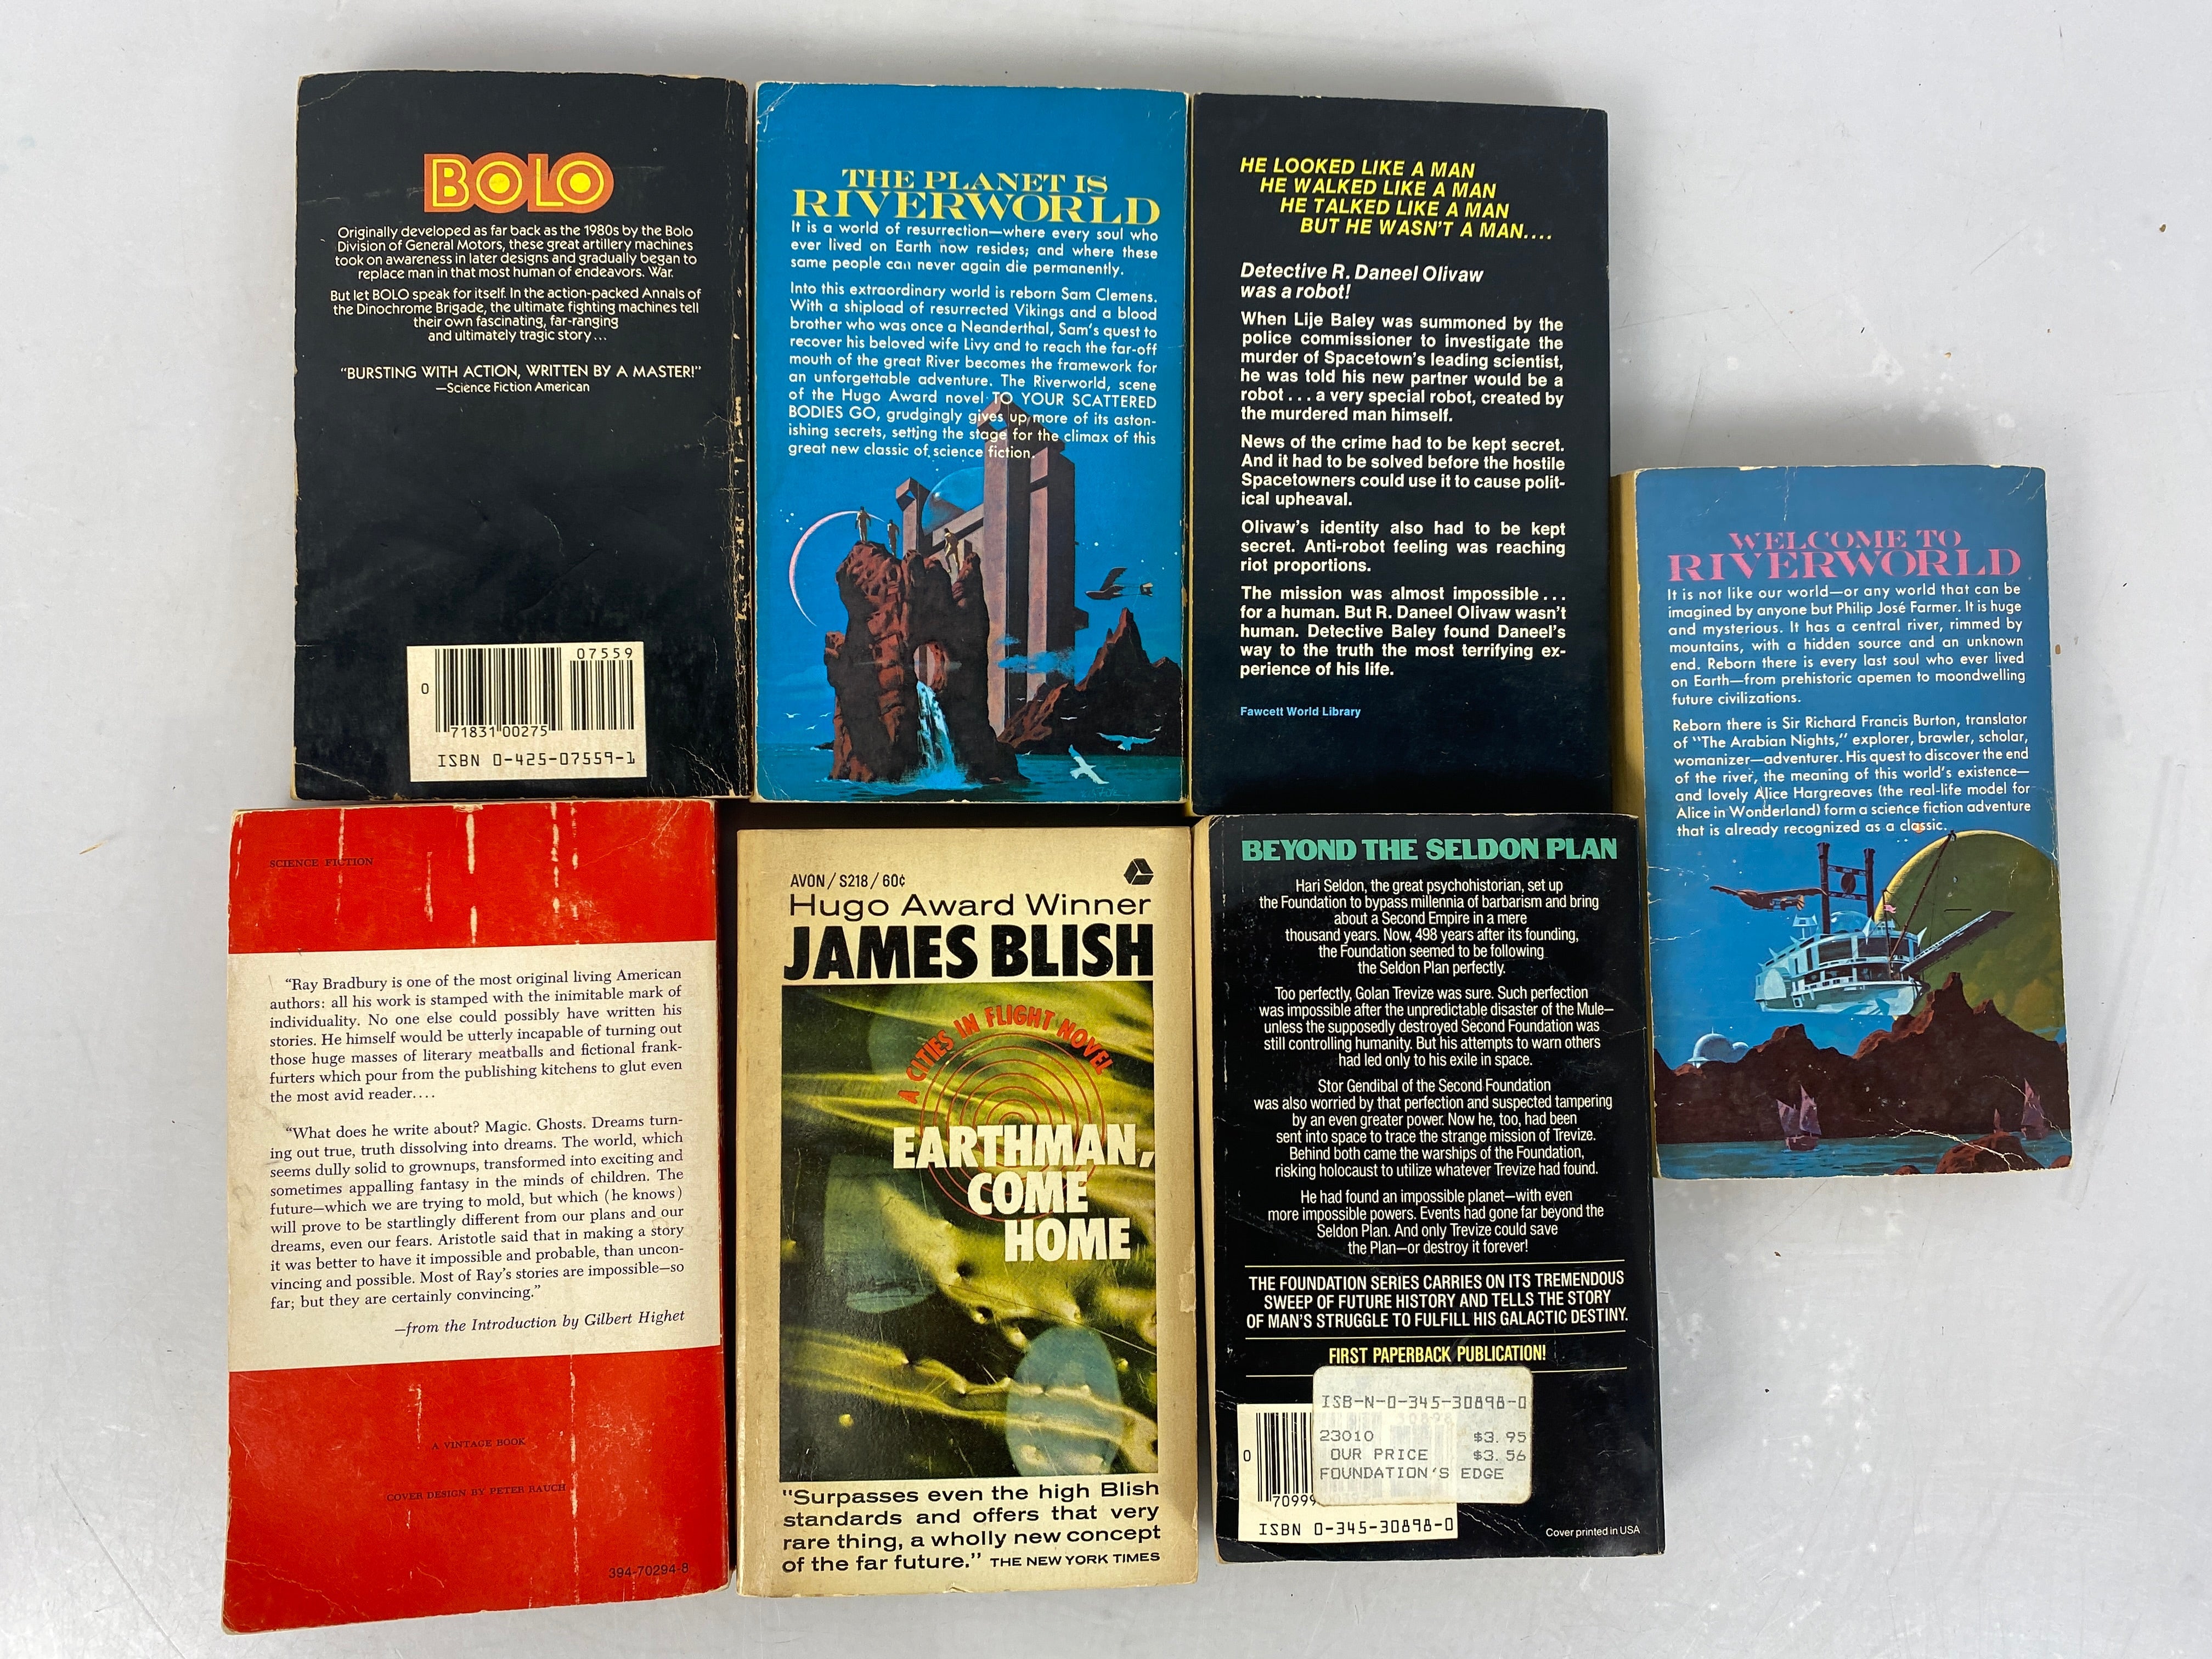 BOLO
Originally developed as far back as the 1980s by the Bolo
Division of General Motors, these great artillery machines
took on awareness in later designs and gradually began to
replace man in that most human of endeavors. War.
But let BOLO speak for itself. In the action-packed Annals of
the Dinochrome Brigade, the ultimate fighting machines tell
their own fascinating, far-ranging
and ultimately tragic story...
"BURSTING WITH ACTION, WRITTEN BY A MASTER!"
—Science Fiction American
07559
0
71831 00275
ISBN 0-425-07559-1
THE PLANET IS
RIVERWORLD
It is a world of resurrection—where every soul who
ever lived on Earth now resides; and where these
same people can never again die permanently.
Into this extraordinary world is reborn Sam Clemens.
With a shipload of resurrected Vikings and a blood
brother who was once a Neanderthal, Sam's quest to
recover his beloved wife Livy and to reach the far-off
mouth of the great River becomes the framework for
an unforgettable adventure. The Riverworld, scene
of the Hugo Award novel TO YOUR SCATTERED
BODIES GO, grudgingly gives up more of its aston-
ishing secrets, setting the stage for the climax of this
great new classic of science fiction.
HE LOOKED LIKE A MAN
HE WALKED LIKE A MAN
HE TALKED LIKE A MAN
BUT HE WASN'T A MAN....
Detective R. Daneel Olivaw
was a robot!
When Lije Baley was summoned by the
police commissioner to investigate the
murder of Spacetown's leading scientist,
he was told his new partner would be a
robot... a very special robot, created by
the murdered man himself.
News of the crime had to be kept secret.
And it had to be solved before the hostile
Spacetowners could use it to cause polit-
ical upheaval.
Olivaw's identity also had to be kept
secret. Anti-robot feeling was reaching
riot proportions.
The mission was almost impossible...
for a human. But R. Daneel Olivaw wasn't
human. Detective Baley found Daneel's
way to the truth the most terrifying ex-
perience of his life.
Fawcett World Library
WELCOME TO
RIVERWORLD
It is not like our world—or any world that can be
imagined by anyone but Philip José Farmer. It is huge
and mysterious. It has a central river, rimmed by
mountains, with a hidden source and an unknown
end. Reborn there is every last soul who ever lived
on Earth—from prehistoric apemen to moondwelling
future civilizations.
Reborn there is Sir Richard Francis Burton, translator
of "The Arabian Nights," explorer, brawler, scholar,
womanizer—adventurer. His quest to discover the end
of the river, the meaning of this world's existence—
and lovely Alice Hargreaves (the real-life model for
Alice in Wonderland) form a science fiction adventure
that is already recognized as a classic.
SCIENCE FICTION
"Ray Bradbury is one of the most original living American
authors: all his work is stamped with the inimitable mark of
individuality. No one else could possibly have written his
stories. He himself would be utterly incapable of turning out
those huge masses of literary meatballs and fictional frank-
furters which pour from the publishing kitchens to glut even
the most avid reader....
"What does he write about? Magic. Ghosts. Dreams turn-
ing out true, truth dissolving into dreams. The world, which
seems dully solid to grownups, transformed into exciting and
sometimes appalling fantasy in the minds of children. The
future—which we are trying to mold, but which (he knows)
will prove to be startlingly different from our plans and our
dreams, even our fears. Aristotle said that in making a story
it was better to have it impossible and probable, than uncon-
vincing and possible. Most of Ray's stories are impossible—so
far; but they are certainly convincing."
—from the Introduction by Gilbert Highet
A VINTAGE BOOK
COVER DESIGN BY PETER RAUCH
394-70294-8
AVON/S218/60¢
Hugo Award Winner
JAMES BLISH
A CITIES IN FLIGHT NOVEL
EARTHMAN,
COME
HOME
"Surpasses even the high Blish
standards and offers that very
rare thing, a wholly new concept
of the far future." THE NEW YORK TIMES
BEYOND THE SELDON PLAN
Hari Seldon, the great psychohistorian, set up
the Foundation to bypass millennia of barbarism and bring
about a Second Empire in a mere
thousand years. Now, 498 years after its founding,
the Foundation seemed to be following
the Seldon Plan perfectly.
Too perfectly, Golan Trevize was sure. Such perfection
was impossible after the unpredictable disaster of the Mule—
unless the supposedly destroyed Second Foundation was
still controlling humanity. But his attempts to warn others
had led only to his exile in space.
Stor Gendibal of the Second Foundation
was also worried by that perfection and suspected tampering
by an even greater power. Now he, too, had been
sent into space to trace the strange mission of Trevize.
Behind both came the warships of the Foundation,
risking holocaust to utilize whatever Trevize had found.
He had found an impossible planet—with even
more impossible powers. Events had gone far beyond the
Seldon Plan. And only Trevize could save
the Plan—or destroy it forever!
THE FOUNDATION SERIES CARRIES ON ITS TREMENDOUS
SWEEP OF FUTURE HISTORY AND TELLS THE STORY
OF MAN'S STRUGGLE TO FULFILL HIS GALACTIC DESTINY.
FIRST PAPERBACK PUBLICATION!
ISB-N-0-345-30898-0
23010 $3.95
OUR PRICE $3.56
FOUNDATION'S EDGE
0
70999
ISBN 0-345-30898-0
Cover printed in USA